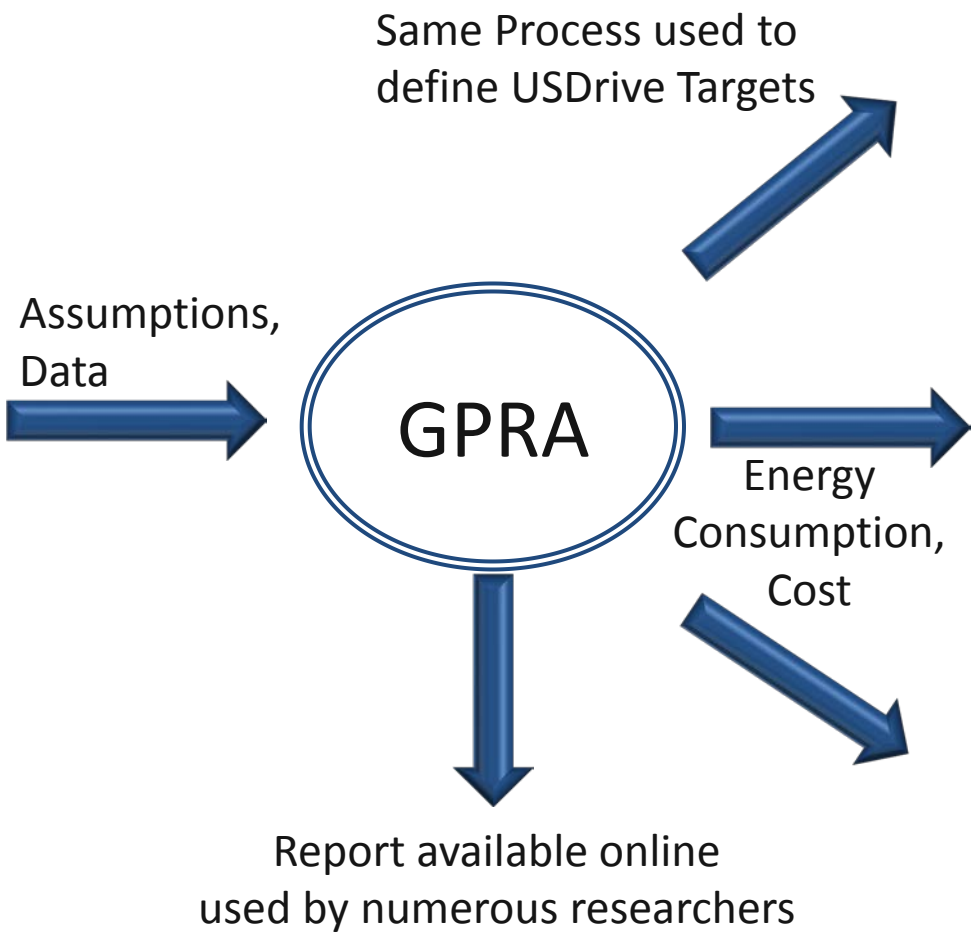 Same Process used to
define USDrive Targets
Assumptions,
Data
GPRA
Energy
Consumption,
Cost
Report available online
used by numerous researchers